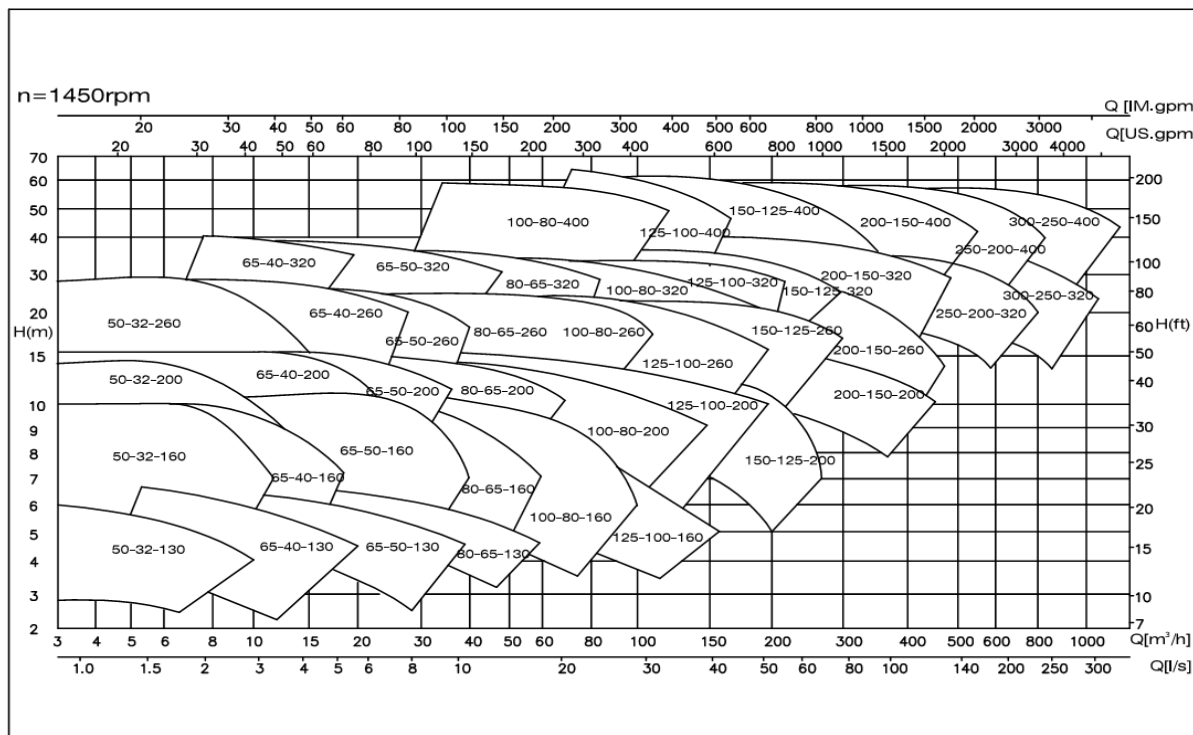 n=1450rpm
Q [IM.gpm
20 30 40 50 60 80 100 150 200 300 400 500 600 800 1000 1500 2000 3000
Q[US.gpm
20 30 40 50 60 80 100 150 200 300 400 600 800 1000 1500 2000 3000 4000
70
60 200
50 150
300-250-400
150-125-400
100-80-400 200-150-400
40 125-100-400
250-200-400
65-40-320 65-50-320 100
30 200-150-320
80-65-320 100-80-320 125-100-320 150-125-320 80
300-250-320
20 65-40-260 250-200-320
50-32-260 60
H(m) 65-50-260 80-65-260 100-80-260 150-125-260 H(ft)
15 200-150-260 50
125-100-260
50-32-200 65-40-200 40
65-50-200 80-65-200 200-150-200
10 125-100-200
9 100-80-200 30
8 50-32-160 65-50-160 150-125-200 25
7 65-40-160
80-65-160
6 100-80-160 20
5 125-100-160
50-32-130 65-40-130 65-50-130 80-65-130 15
4
3 10
2 7
3 4 5 6 8 10 15 20 30 40 50 60 80 100 150 200 300 400 500 600 800 1000 Q[m³/h]
1.0 1.5 2 3 4 5 6 8 10 20 30 40 50 60 80 100 140 200 250 300 Q[l/s]